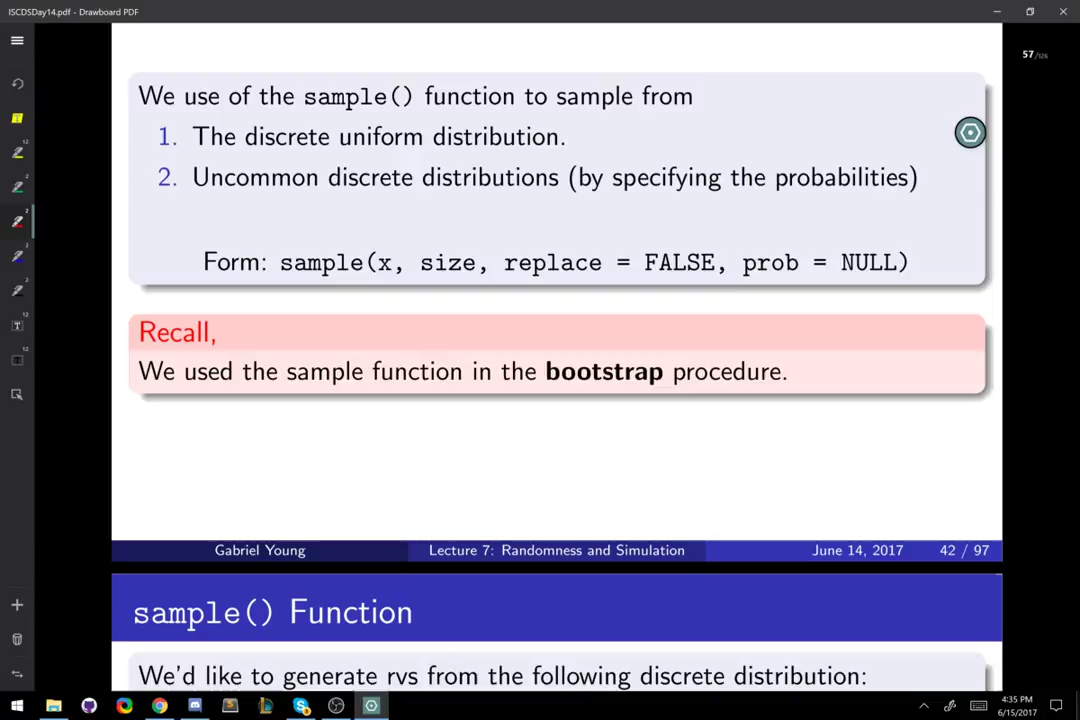 ISCDSDay14.pdf - Drawboard PDF
57/126
We use of the sample() function to sample from
1. The discrete uniform distribution.
2. Uncommon discrete distributions (by specifying the probabilities)
Form: sample(x, size, replace = FALSE, prob = NULL)
Recall,
We used the sample function in the bootstrap procedure.
Gabriel Young Lecture 7: Randomness and Simulation June 14, 2017 42 / 97
sample() Function
We'd like to generate rvs from the following discrete distribution:
4:35 PM
6/15/2017